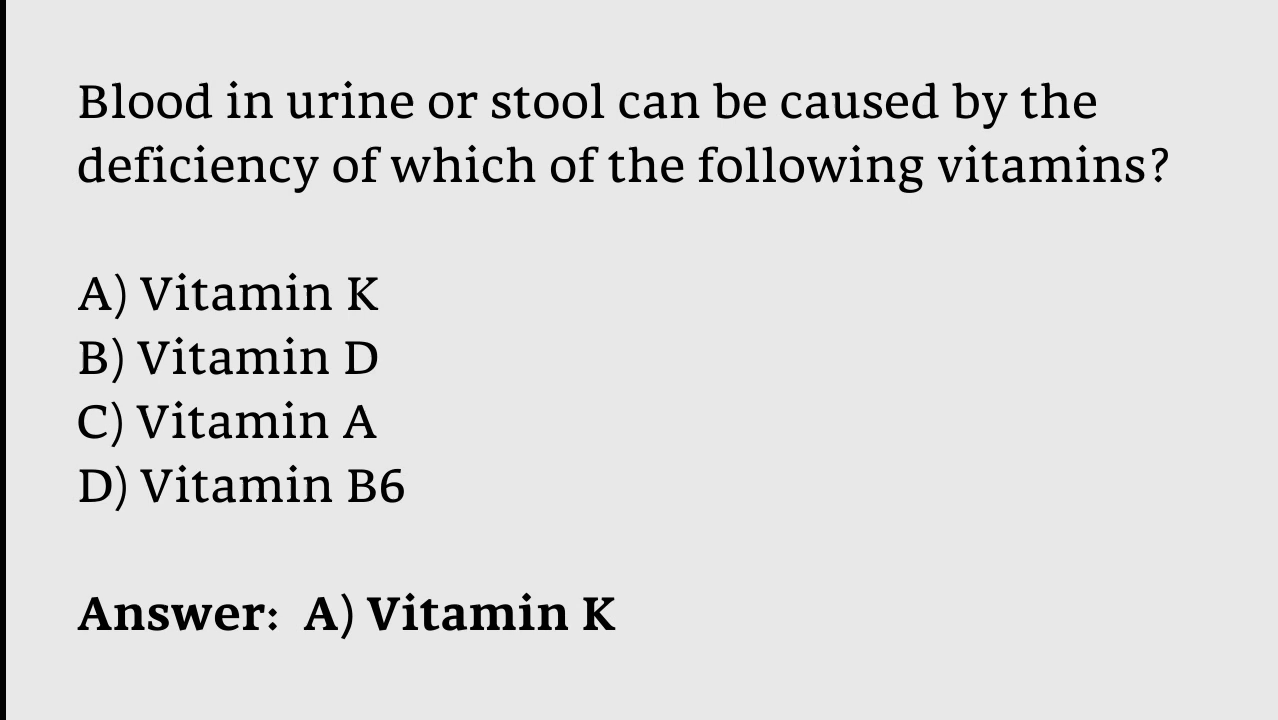 Blood in urine or stool can be caused by the
deficiency of which of the following vitamins?
A) Vitamin K
B) Vitamin D
C) Vitamin A
D) Vitamin B6
Answer: A) Vitamin K